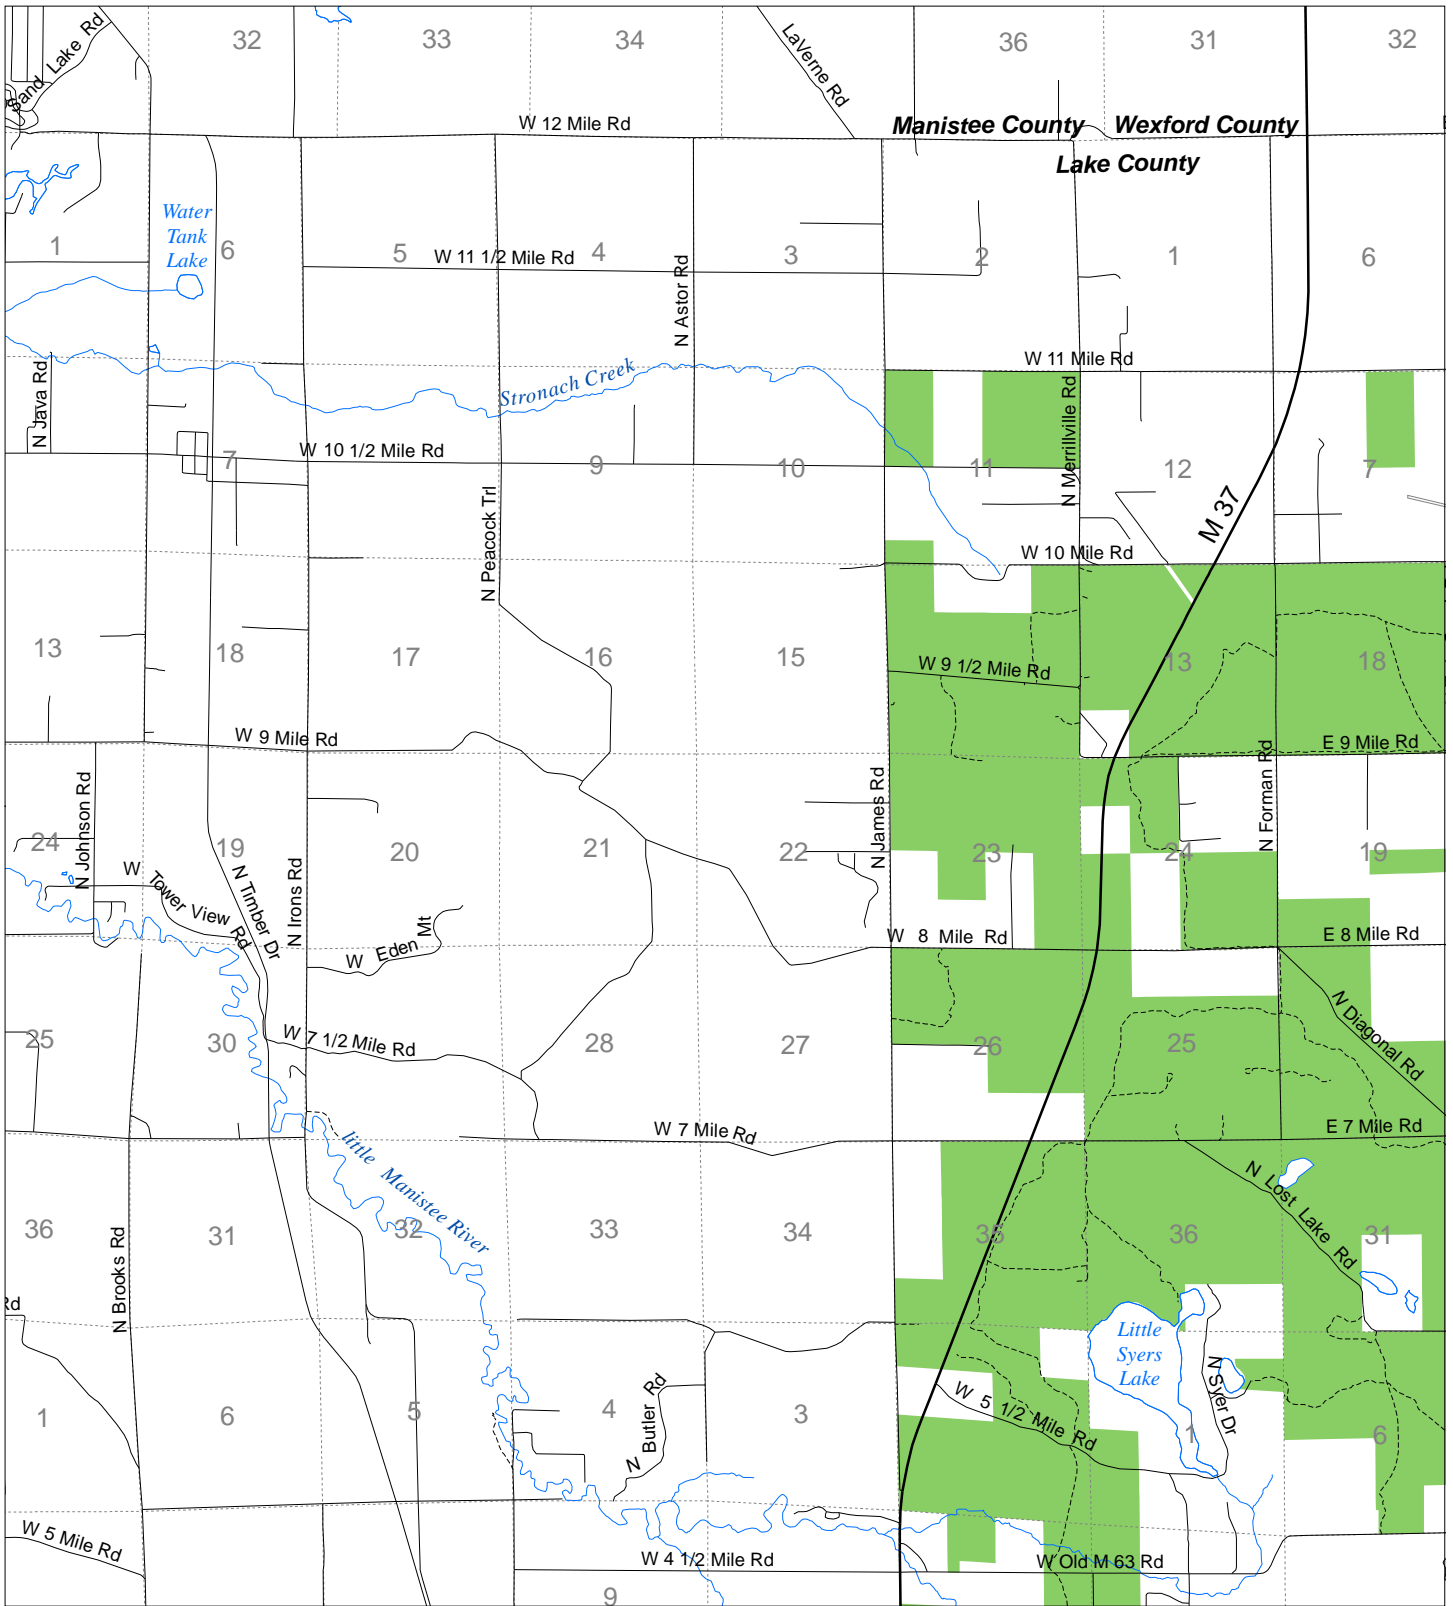 32
33
34
36
31
32
Sand Lake Rd
LaVerne Rd
W 12 Mile Rd
Manistee County
Wexford County
Lake County
Water
Tank
Lake
1
6
5
4
3
2
1
6
W 11 1/2 Mile Rd
N Astor Rd
W 11 Mile Rd
Stronach Creek
N Java Rd
N Merrillville Rd
W 10 1/2 Mile Rd
7
9
10
11
12
7
M 37
N Peacock Trl
W 10 Mile Rd
13
18
17
16
15
W 9 1/2 Mile Rd
13
18
W 9 Mile Rd
E 9 Mile Rd
N Johnson Rd
N James Rd
N Forman Rd
24
19
20
21
22
23
24
19
W Tower View Rd
N Timber Dr
N Irons Rd
W Eden Mt
W 8 Mile Rd
E 8 Mile Rd
N Diagonal Rd
25
30
W 7 1/2 Mile Rd
28
27
26
25
W 7 Mile Rd
E 7 Mile Rd
little Manistee River
N Lost Lake Rd
36
31
32
33
34
35
36
31
N Brooks Rd
Rd
Little
Syers
Lake
N Syer Dr
W 5 1/2 Mile Rd
N Butler Rd
1
6
5
4
3
1
6
W 5 Mile Rd
W 4 1/2 Mile Rd
W Old M 63 Rd
9